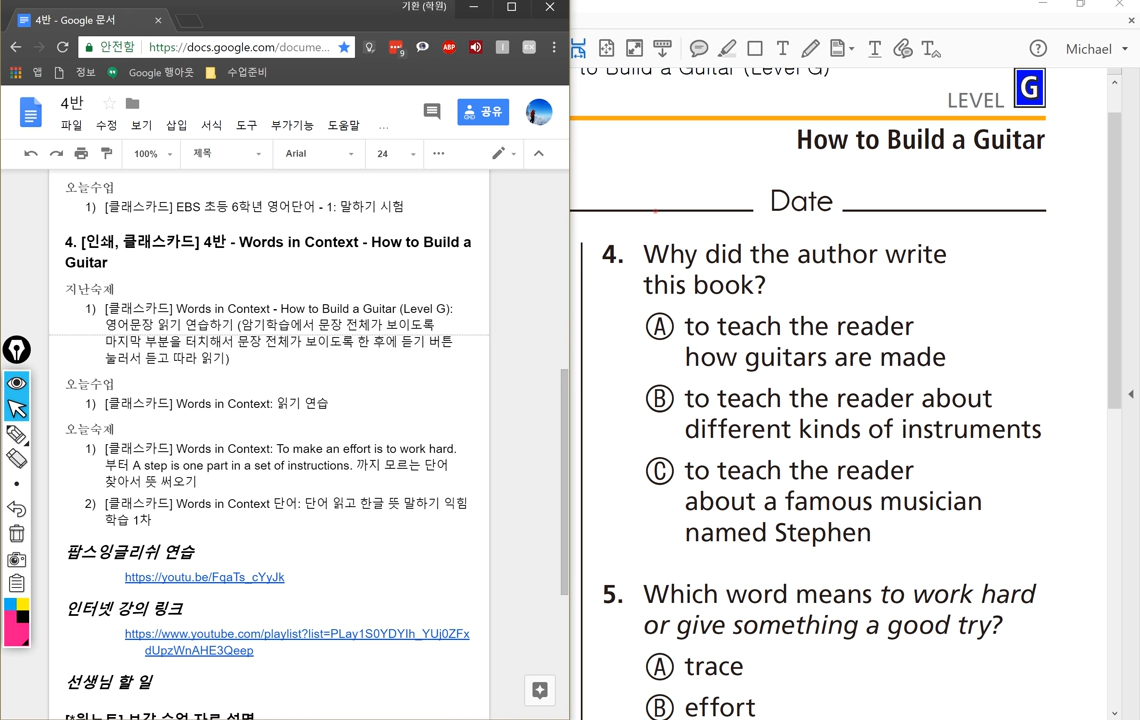 기환 (학원)
4반 - Google 문서
안전함 https://docs.google.com/docume...
9 ABP EX
앱 정보 Google 행아웃 수업준비
4반
파일 수정 보기 삽입 서식 도구 부가기능 도움말 ...
공유
100% 제목 Arial 24
오늘수업
1) [클래스카드] EBS 초등 6학년 영어단어 - 1: 말하기 시험
4. [인쇄, 클래스카드] 4반 - Words in Context - How to Build a
Guitar
지난숙제
1) [클래스카드] Words in Context - How to Build a Guitar (Level G):
영어문장 읽기 연습하기 (암기학습에서 문장 전체가 보이도록
마지막 부분을 터치해서 문장 전체가 보이도록 한 후에 듣기 버튼
눌러서 듣고 따라 읽기)
오늘수업
1) [클래스카드] Words in Context: 읽기 연습
오늘숙제
1) [클래스카드] Words in Context: To make an effort is to work hard.
부터 A step is one part in a set of instructions. 까지 모르는 단어
찾아서 뜻 써오기
2) [클래스카드] Words in Context 단어: 단어 읽고 한글 뜻 말하기 익힘
학습 1차
팝스잉글리쉬 연습
https://youtu.be/FqaTs_cYyJk
인터넷 강의 링크
https://www.youtube.com/playlist?list=PLay1S0YDYIh_YUj0ZFx
dUpzWnAHE3Qeep
선생님 할 일
Michael
to Build a Guitar (Level G)
LEVEL G
How to Build a Guitar
Date
4. Why did the author write
this book?
Ⓐ to teach the reader
how guitars are made
Ⓑ to teach the reader about
different kinds of instruments
Ⓒ to teach the reader
about a famous musician
named Stephen
5. Which word means to work hard
or give something a good try?
Ⓐ trace
Ⓑ effort